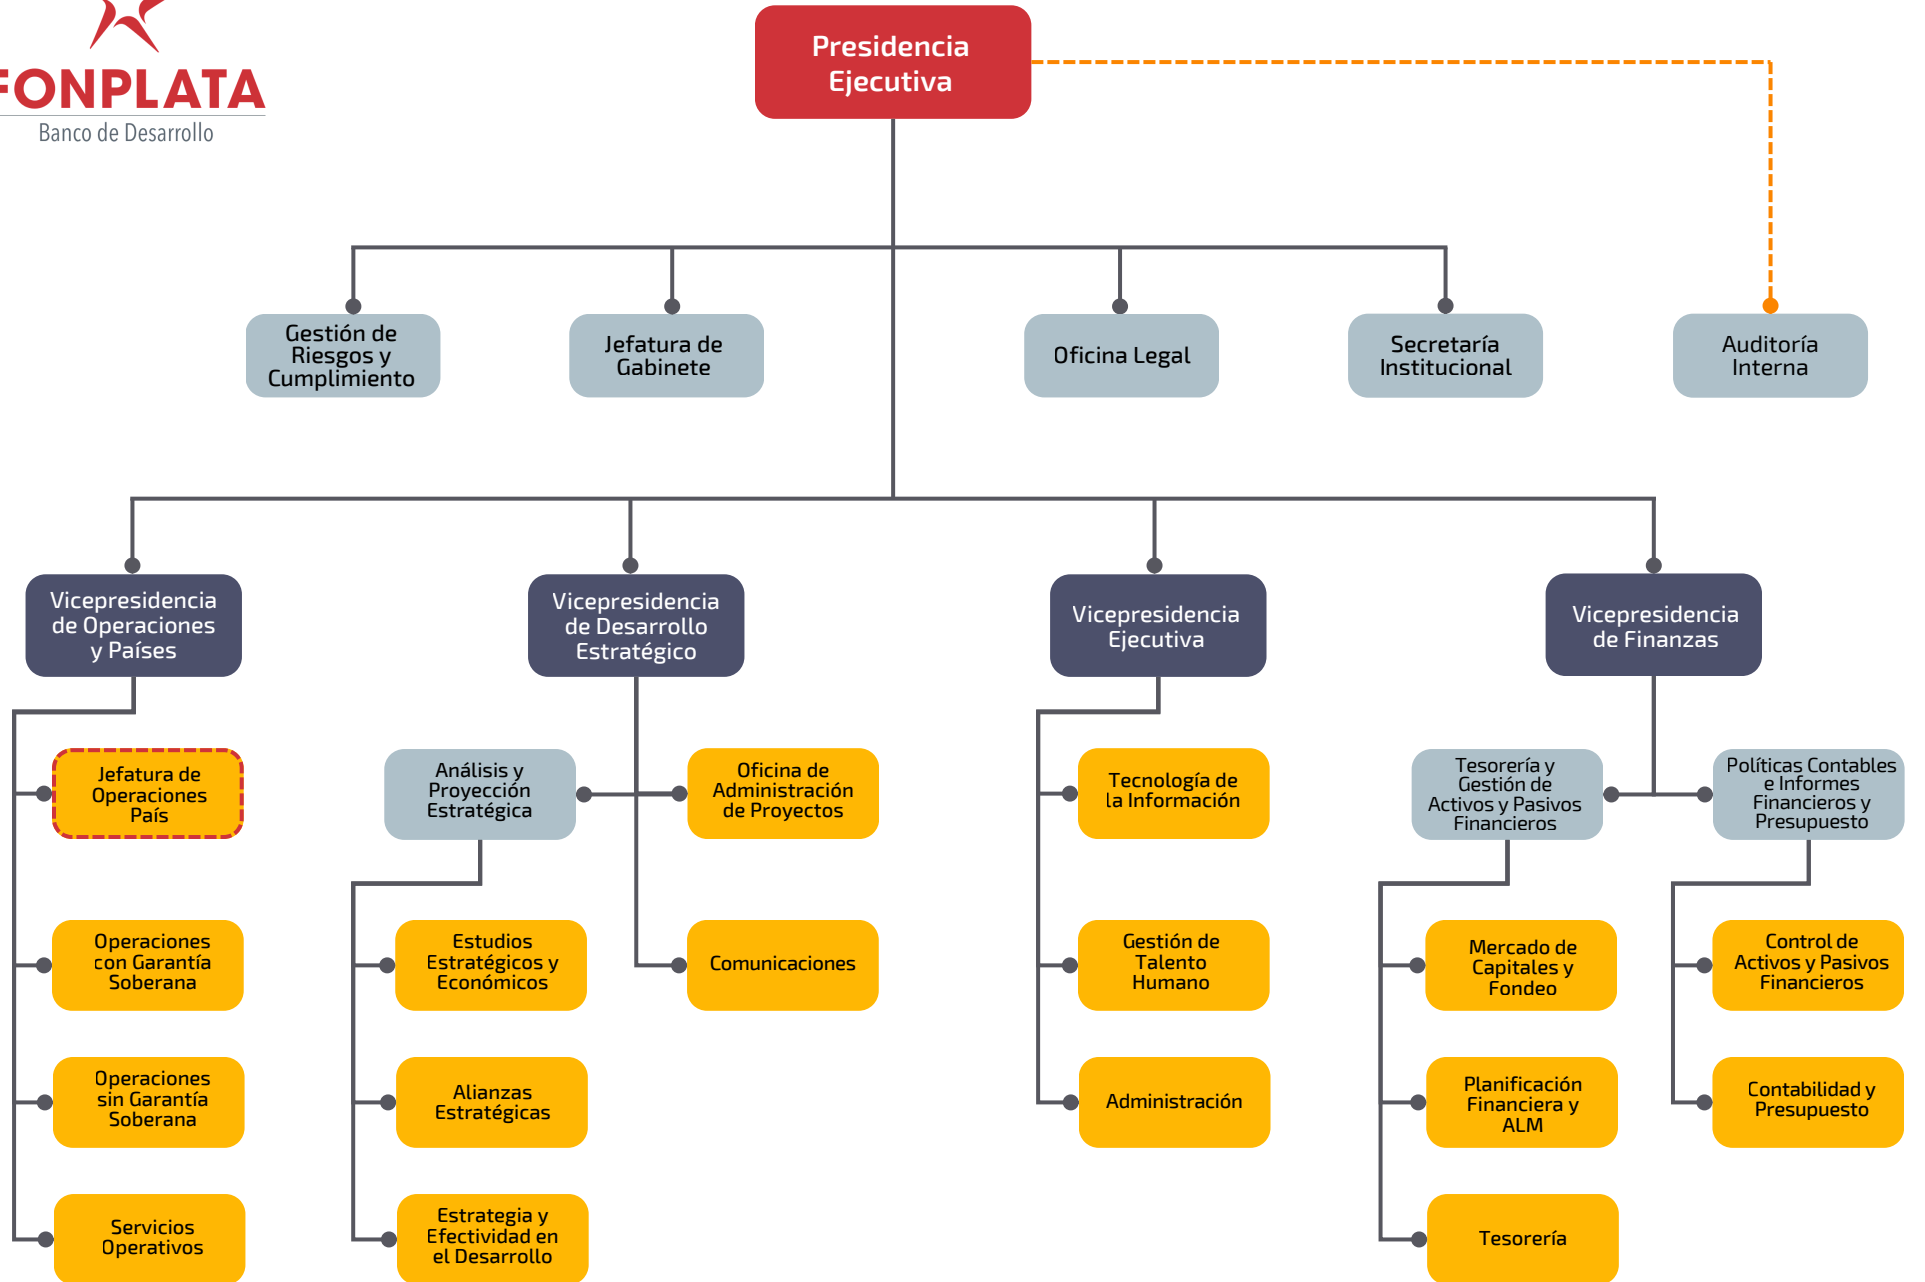 FONPLATA
Banco de Desarrollo
Presidencia
Ejecutiva
Gestión de
Riesgos y
Cumplimiento
Jefatura de
Gabinete
Oficina Legal
Secretaría
Institucional
Auditoría
Interna
Vicepresidencia
de Operaciones
y Países
Vicepresidencia
de Desarrollo
Estratégico
Vicepresidencia
Ejecutiva
Vicepresidencia
de Finanzas
Jefatura de
Operaciones
País
Análisis y
Proyección
Estratégica
Oficina de
Administración
de Proyectos
Tecnología de
la Información
Tesorería y
Gestión de
Activos y Pasivos
Financieros
Políticas Contables
e Informes
Financieros y
Presupuesto
Operaciones
con Garantía
Soberana
Estudios
Estratégicos y
Económicos
Comunicaciones
Gestión de
Talento
Humano
Mercado de
Capitales y
Fondeo
Control de
Activos y Pasivos
Financieros
Operaciones
sin Garantía
Soberana
Alianzas
Estratégicas
Administración
Planificación
Financiera y
ALM
Contabilidad y
Presupuesto
Servicios
Operativos
Estrategia y
Efectividad en
el Desarrollo
Tesorería